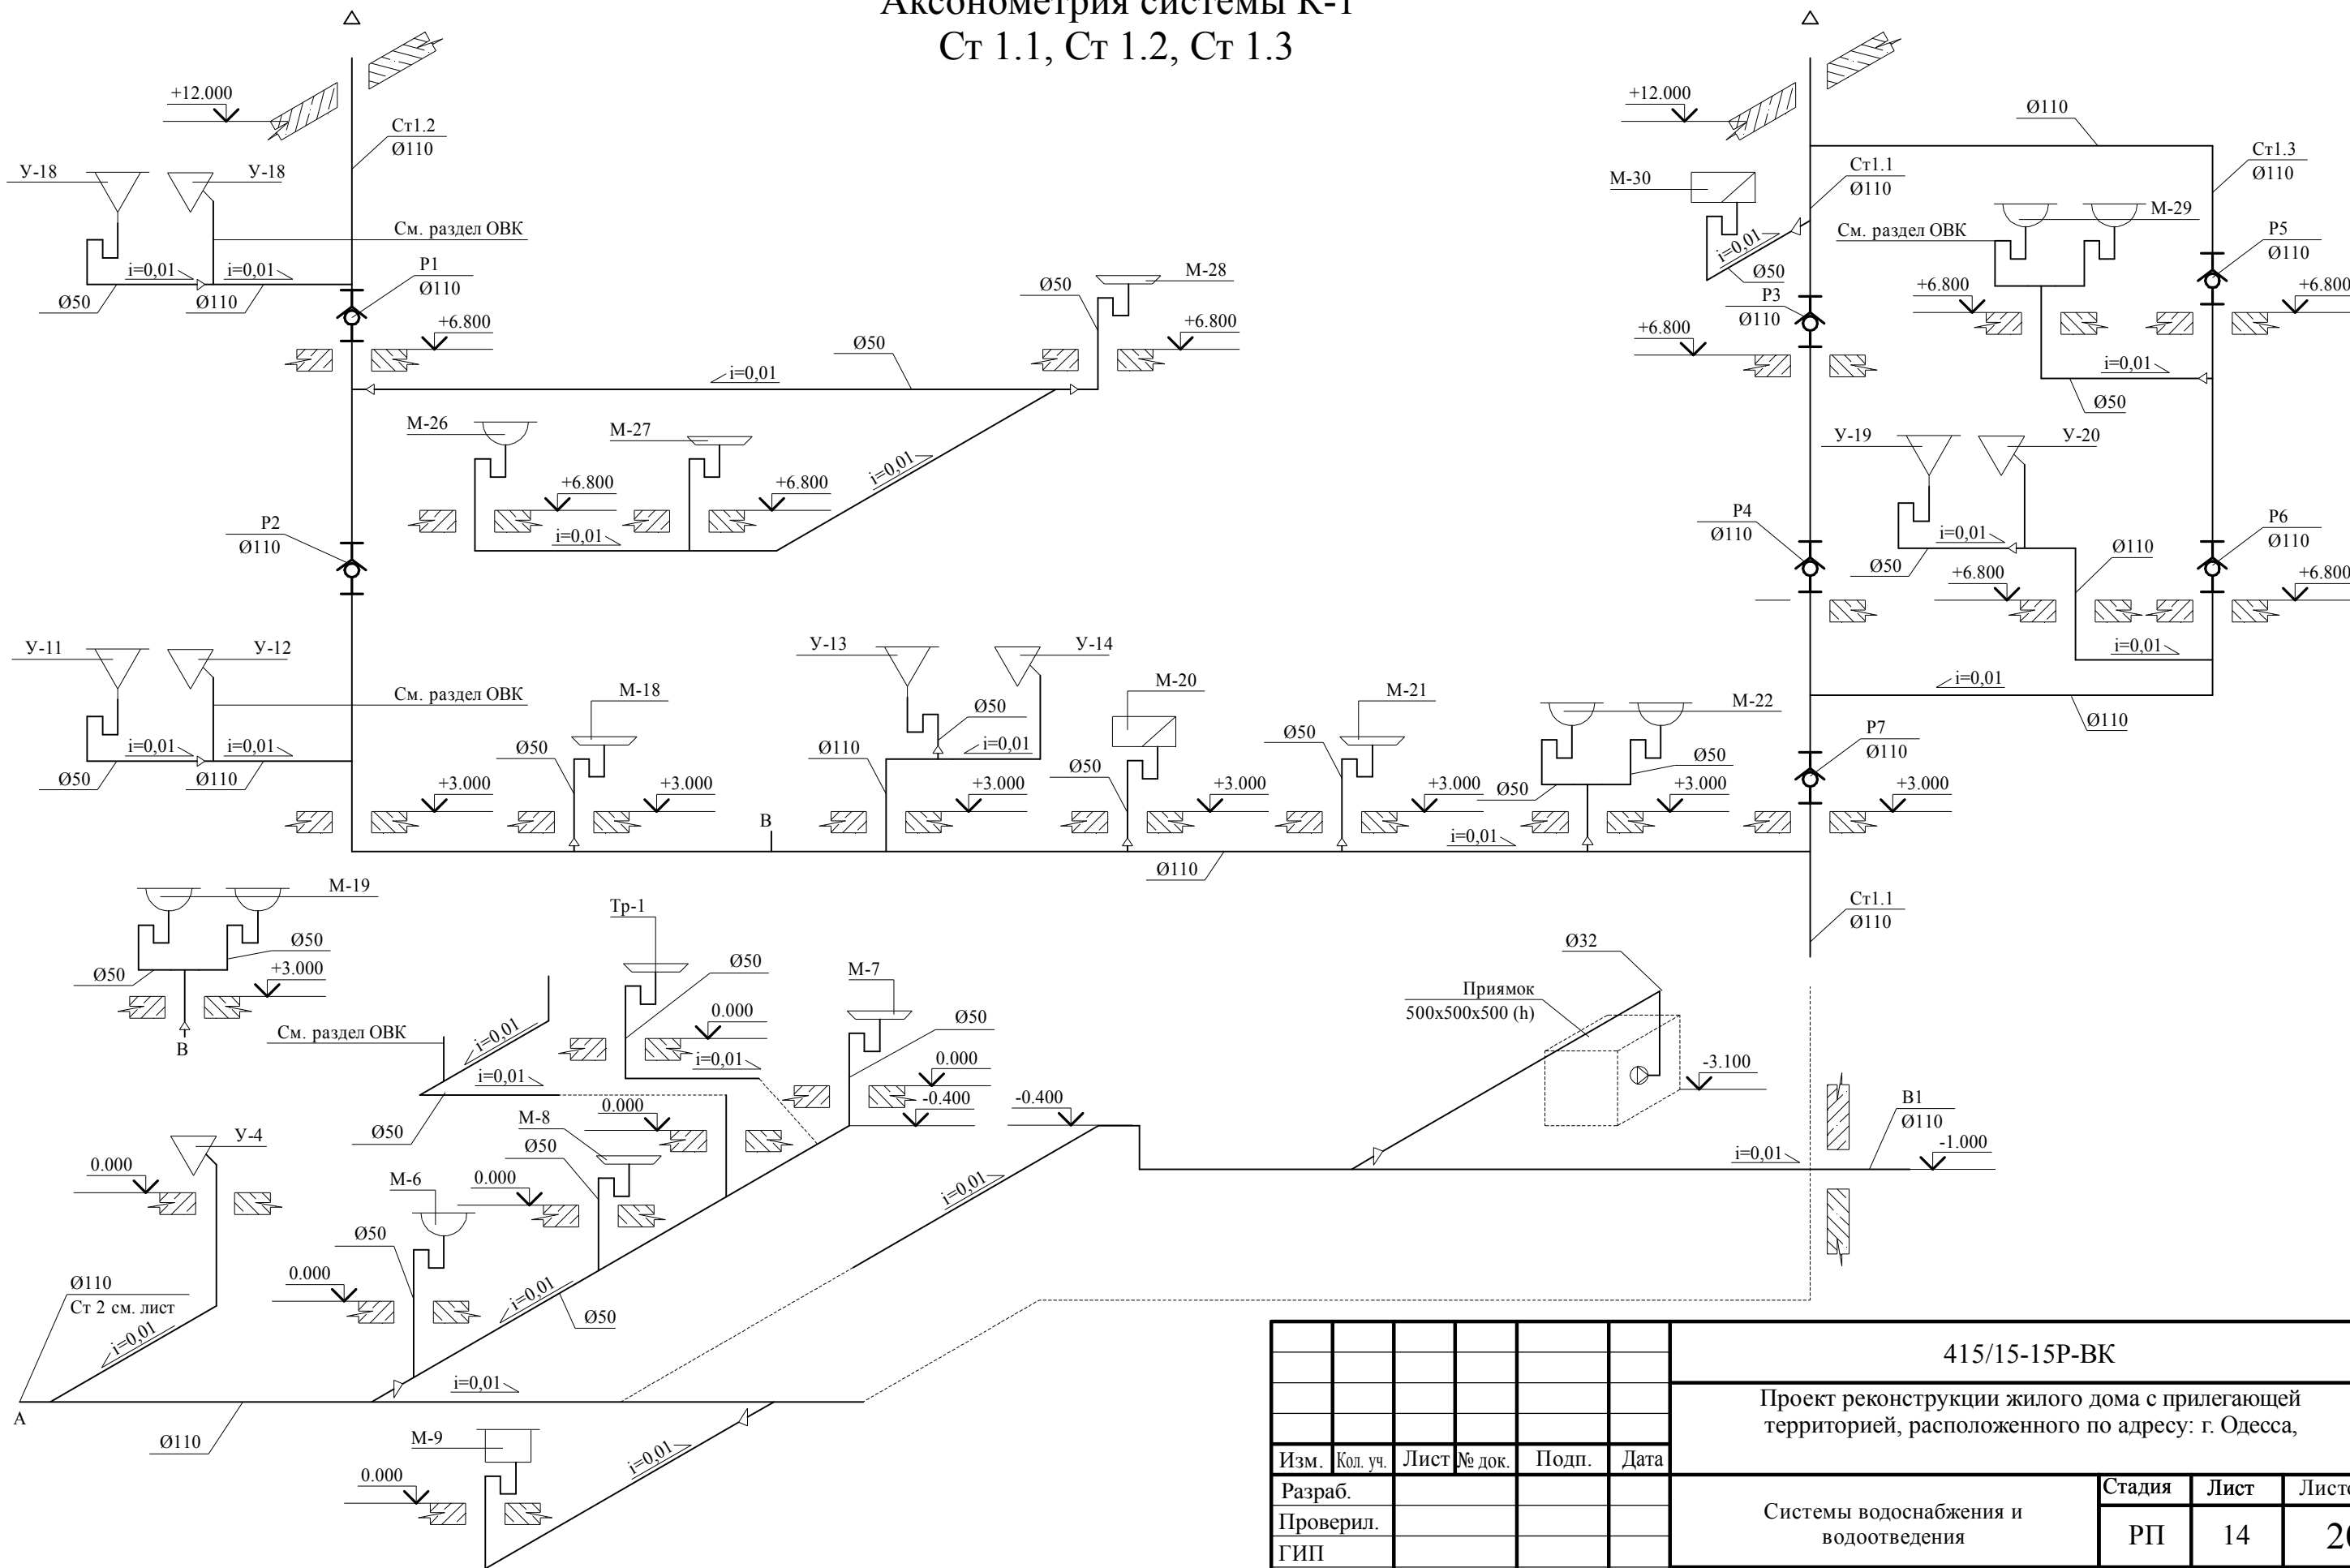 Аксонометрия системы К-1
Ст 1.1, Ст 1.2, Ст 1.3
+12.000
Ст1.2
Ø110
У-18
У-18
См. раздел ОВК
i=0,01
i=0,01
Ø50
Ø110
Р1
Ø110
+6.800
Ø50
М-28
+6.800
Ø50
i=0,01
М-26
М-27
+6.800
+6.800
i=0,01
i=0,01
Р2
Ø110
+12.000
Ø110
Ст1.1
Ø110
Ст1.3
Ø110
М-30
i=0,01
Ø50
М-29
См. раздел ОВК
Р5
Ø110
Р3
Ø110
+6.800
+6.800
+6.800
i=0,01
Ø50
У-19
У-20
Р4
Ø110
i=0,01
Ø50
Ø110
Р6
Ø110
+6.800
+6.800
i=0,01
i=0,01
Ø110
У-11
У-12
См. раздел ОВК
i=0,01
i=0,01
Ø50
Ø110
+3.000
М-18
Ø50
+3.000
В
У-13
У-14
Ø50
Ø110
i=0,01
+3.000
М-20
Ø50
+3.000
М-21
Ø50
+3.000
М-22
Ø50
Ø50
+3.000
Р7
Ø110
+3.000
i=0,01
Ø110
Ст1.1
Ø110
М-19
Ø50
Ø50
+3.000
В
См. раздел ОВК
i=0,01
i=0,01
Ø50
Тр-1
Ø50
0.000
i=0,01
М-7
Ø50
0.000
-0.400
-0.400
Ø32
Приямок
500х500х500 (h)
-3.100
В1
Ø110
-1.000
i=0,01
У-4
0.000
Ø110
Ст 2 см. лист
i=0,01
А
М-6
Ø50
0.000
М-8
0.000
Ø50
0.000
i=0,01
Ø50
i=0,01
i=0,01
Ø110
М-9
0.000
i=0,01
415/15-15Р-ВК
Проект реконструкции жилого дома с прилегающей
территорией, расположенного по адресу: г. Одесса,
Изм. Кол. уч. Лист № док. Подп. Дата
Разраб.
Проверил.
ГИП
Системы водоснабжения и
водоотведения
Стадия Лист
РП 14